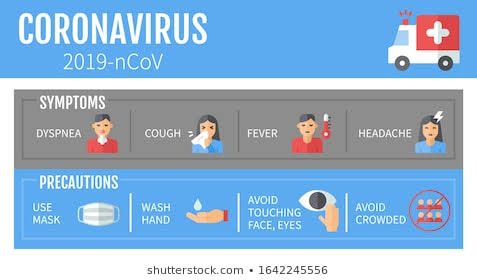 CORONAVIRUS
2019-nCoV
SYMPTOMS
DYSPNEA
COUGH
FEVER
HEADACHE
PRECAUTIONS
USE
MASK
WASH
HAND
AVOID
TOUCHING
FACE, EYES
AVOID
CROWDED
shutterstock.com • 1642245556